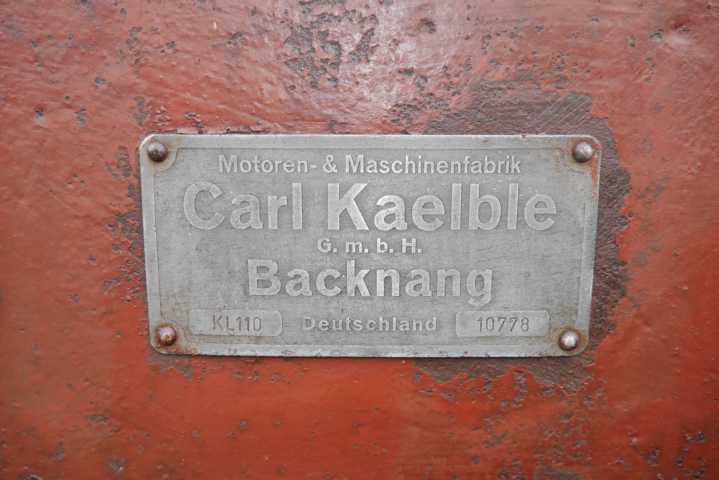 Motoren- & Maschinenfabrik
Carl Kaelble
G. m. b. H.
Backnang
KL110 Deutschland 10778